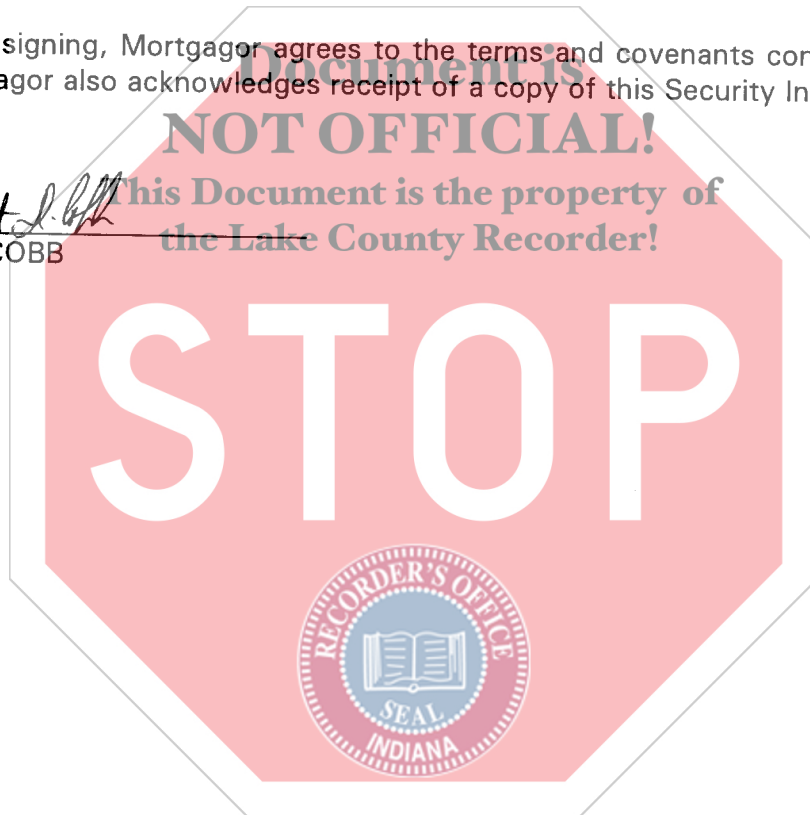 signing, Mortgagor agrees to the terms and covenants con
agor also acknowledges receipt of a copy of this Security In
Document is
NOT OFFICIAL!
This Document is the property of
the Lake County Recorder!
COBB
STOP
RECORDER'S OFFICE
SEAL
INDIANA